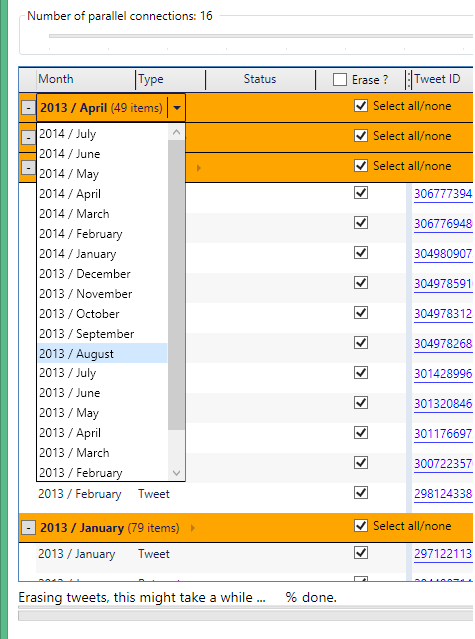 Number of parallel connections: 16
Month Type Status Erase ? Tweet ID
- 2013 / April (49 items) Select all/none
- Select all/none
- Select all/none
2014 / July
2014 / June
2014 / May
2014 / April
2014 / March
2014 / February
2014 / January
2013 / December
2013 / November
2013 / October
2013 / September
2013 / August
2013 / July
2013 / June
2013 / May
2013 / April
2013 / March
2013 / February
306777394
306776948
304980907
304978591
304978312
304978268
301428996
301320846
301176697
300722357
2013 / February Tweet 298124338
- 2013 / January (79 items) Select all/none
2013 / January Tweet 297122113
Erasing tweets, this might take a while ... % done.